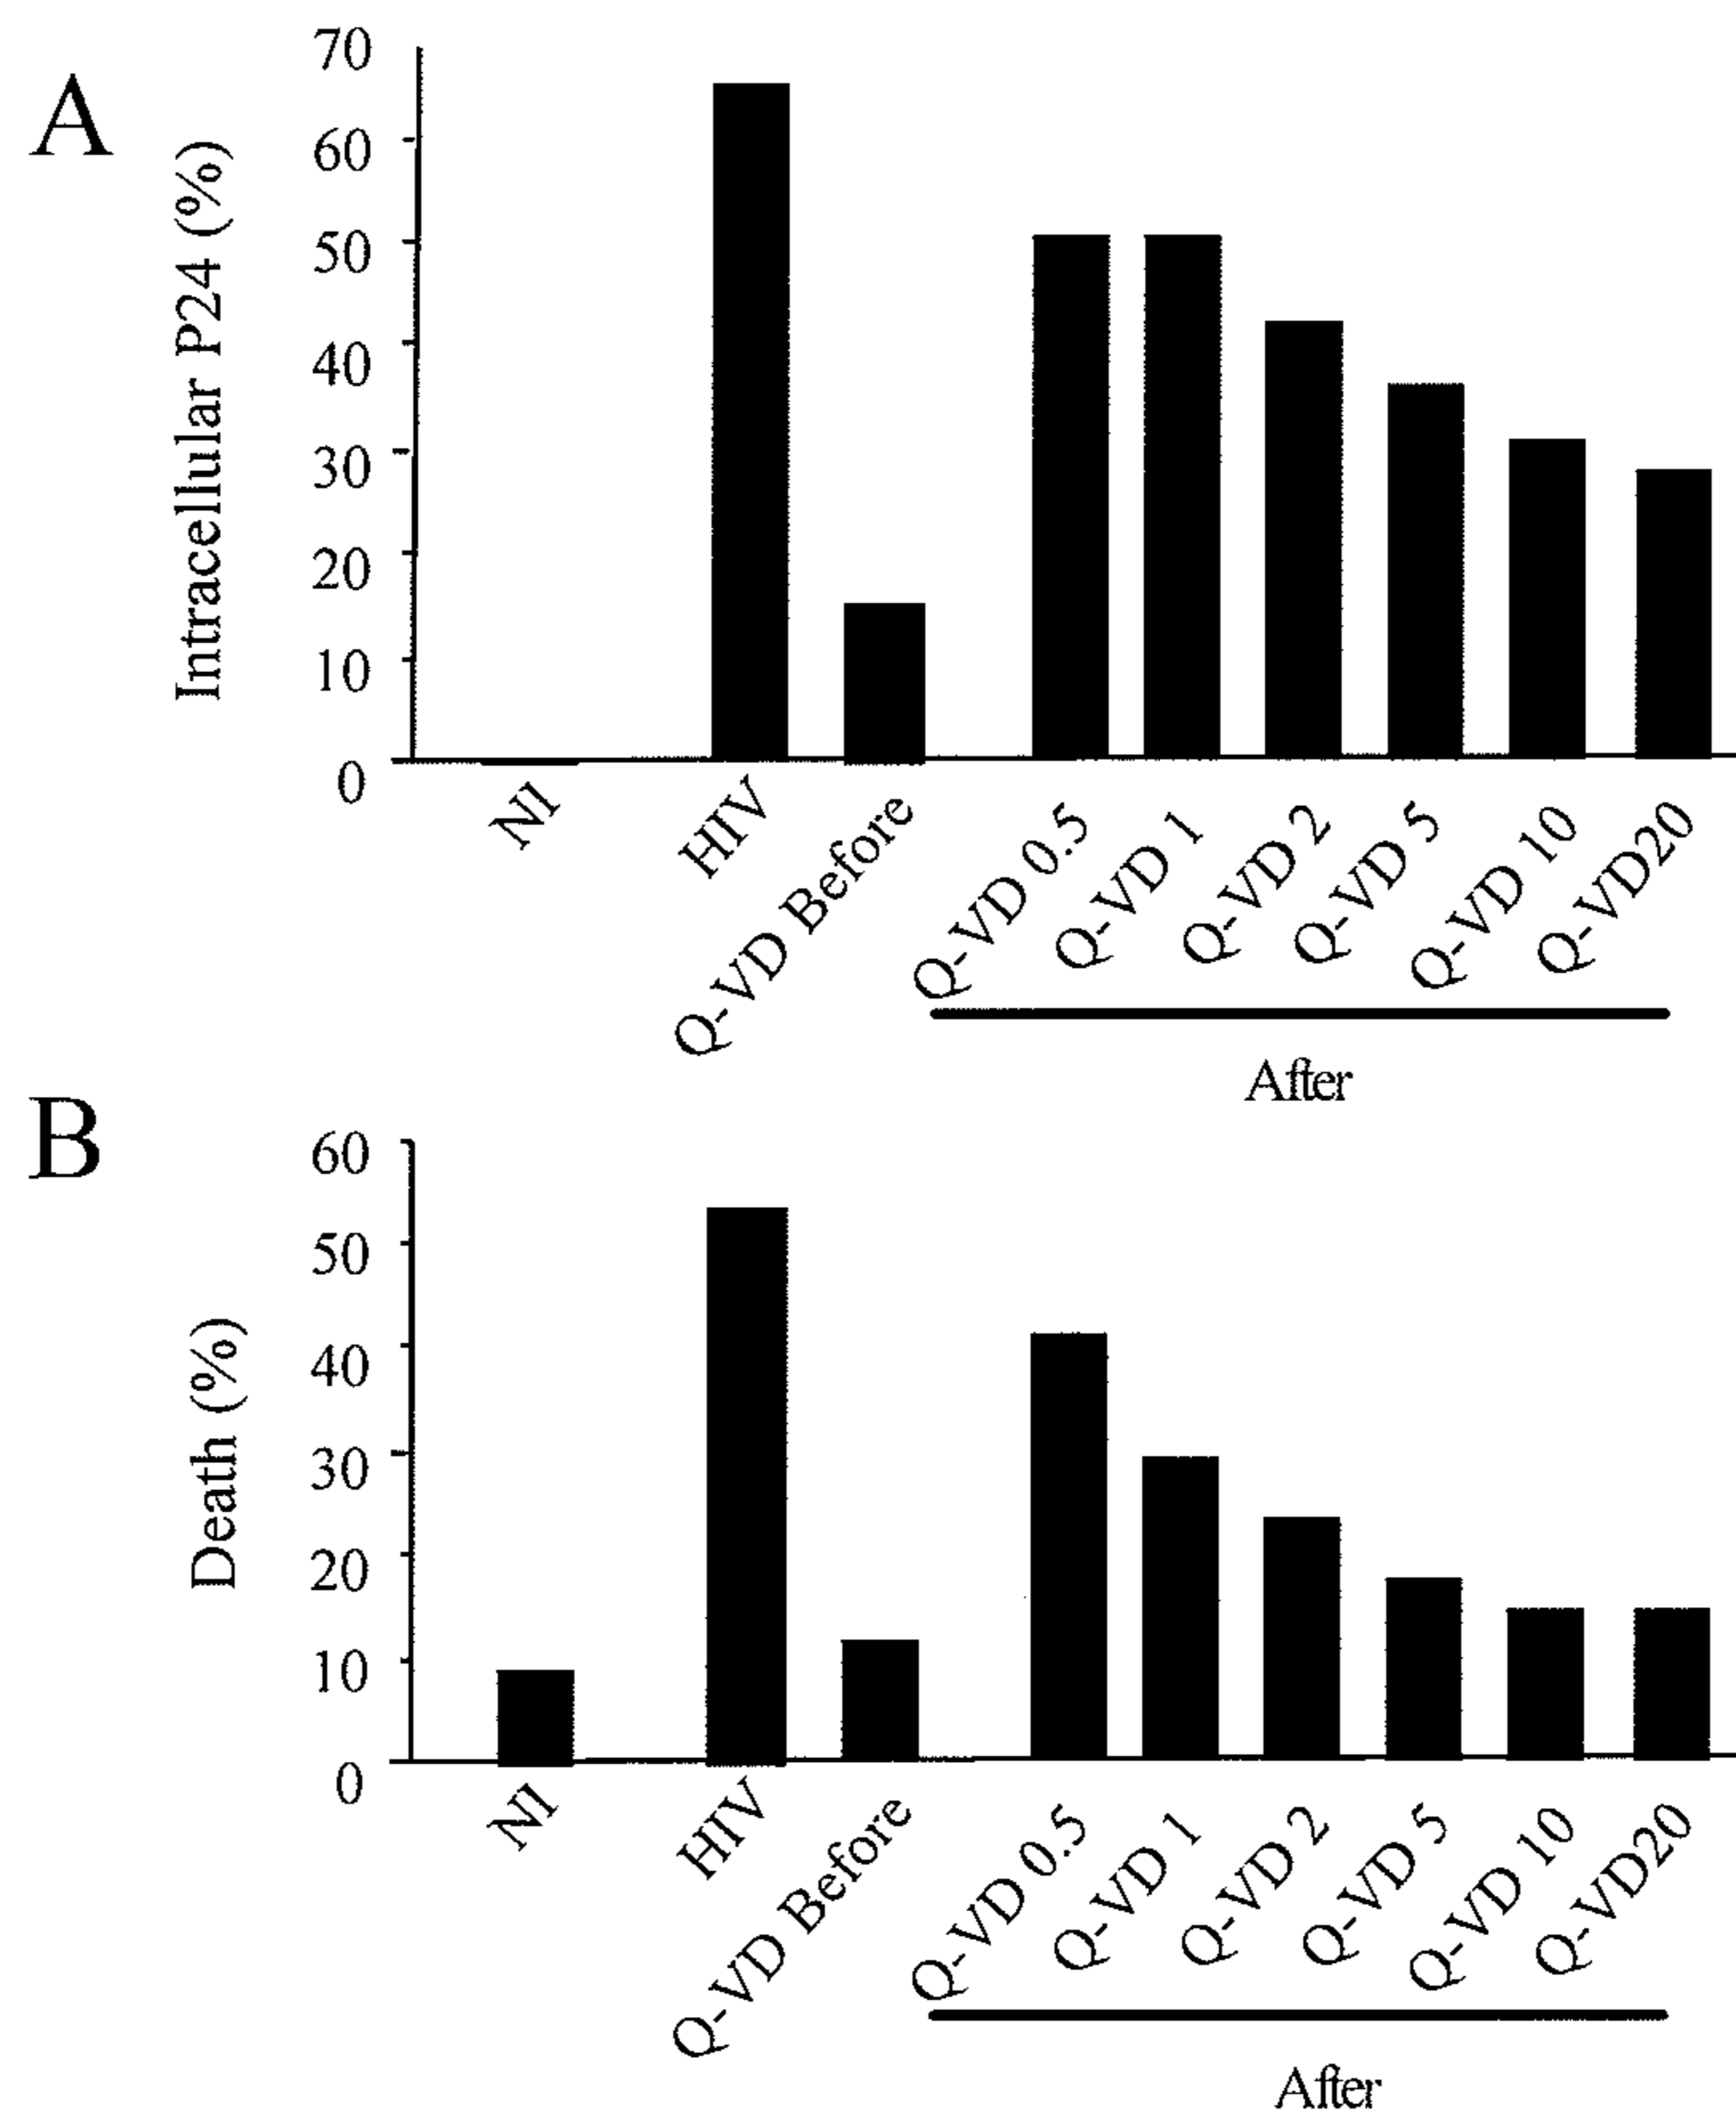 A
Intracellular P24 (%)
70
60
50
40
30
20
10
0
NI
HIV
Q-VD Before
Q-VD 0.5
Q-VD 1
Q-VD 2
Q-VD 5
Q-VD 10
Q-VD20
After
B
Death (%)
60
50
40
30
20
10
0
NI
HIV
Q-VD Before
Q-VD 0.5
Q-VD 1
Q-VD 2
Q-VD 5
Q-VD 10
Q-VD20
After